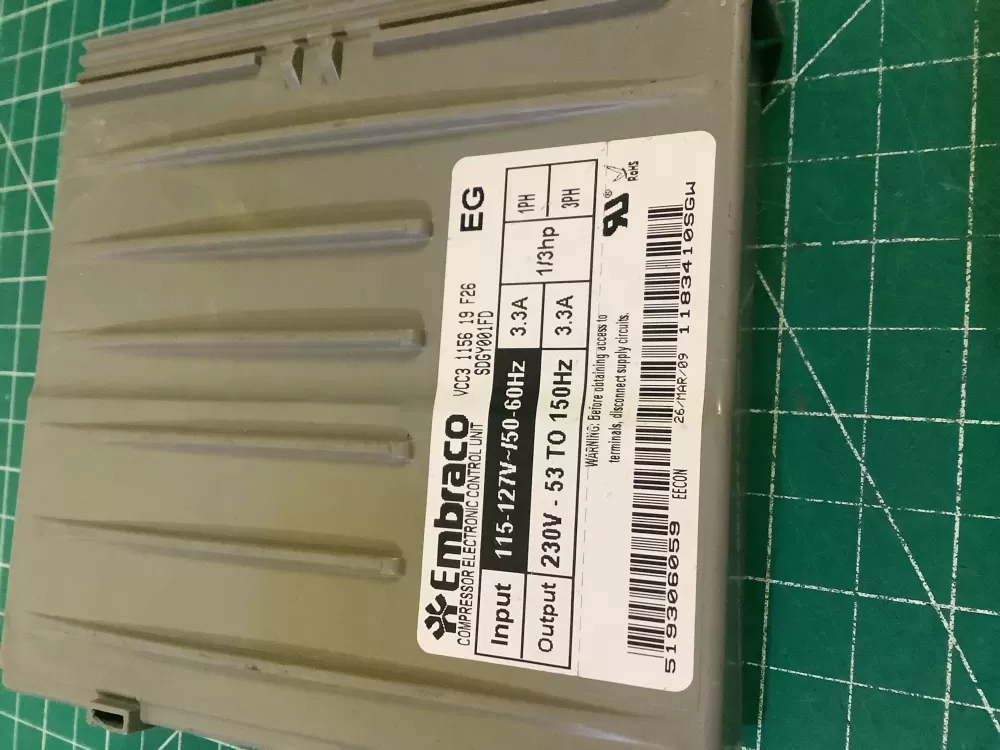 Embraco
COMPRESSOR ELECTRONIC CONTROL UNIT
VCC3 1156 19 F26
SDGY001FD
EG
Input 115-127V~/50-60Hz 3.3A 1/3hp 1PH
Output 230V - 53 TO 150Hz 3.3A 3PH
WARNING: Before obtaining access to
terminals, disconnect supply circuits.
RU®
RoHS
519306059 EECON 26/MAR/09 1183410SGW